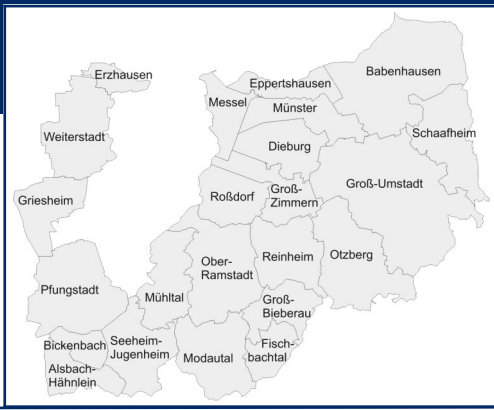 Erzhausen
Babenhausen
Eppertshausen
Messel
Münster
Weiterstadt
Schaafheim
Dieburg
Groß-Umstadt
Griesheim
Roßdorf
Groß-
Zimmern
Ober-
Ramstadt
Reinheim
Otzberg
Pfungstadt
Mühltal
Groß-
Bieberau
Bickenbach
Seeheim-
Jugenheim
Fisch-
bachtal
Modautal
Alsbach-
Hähnlein